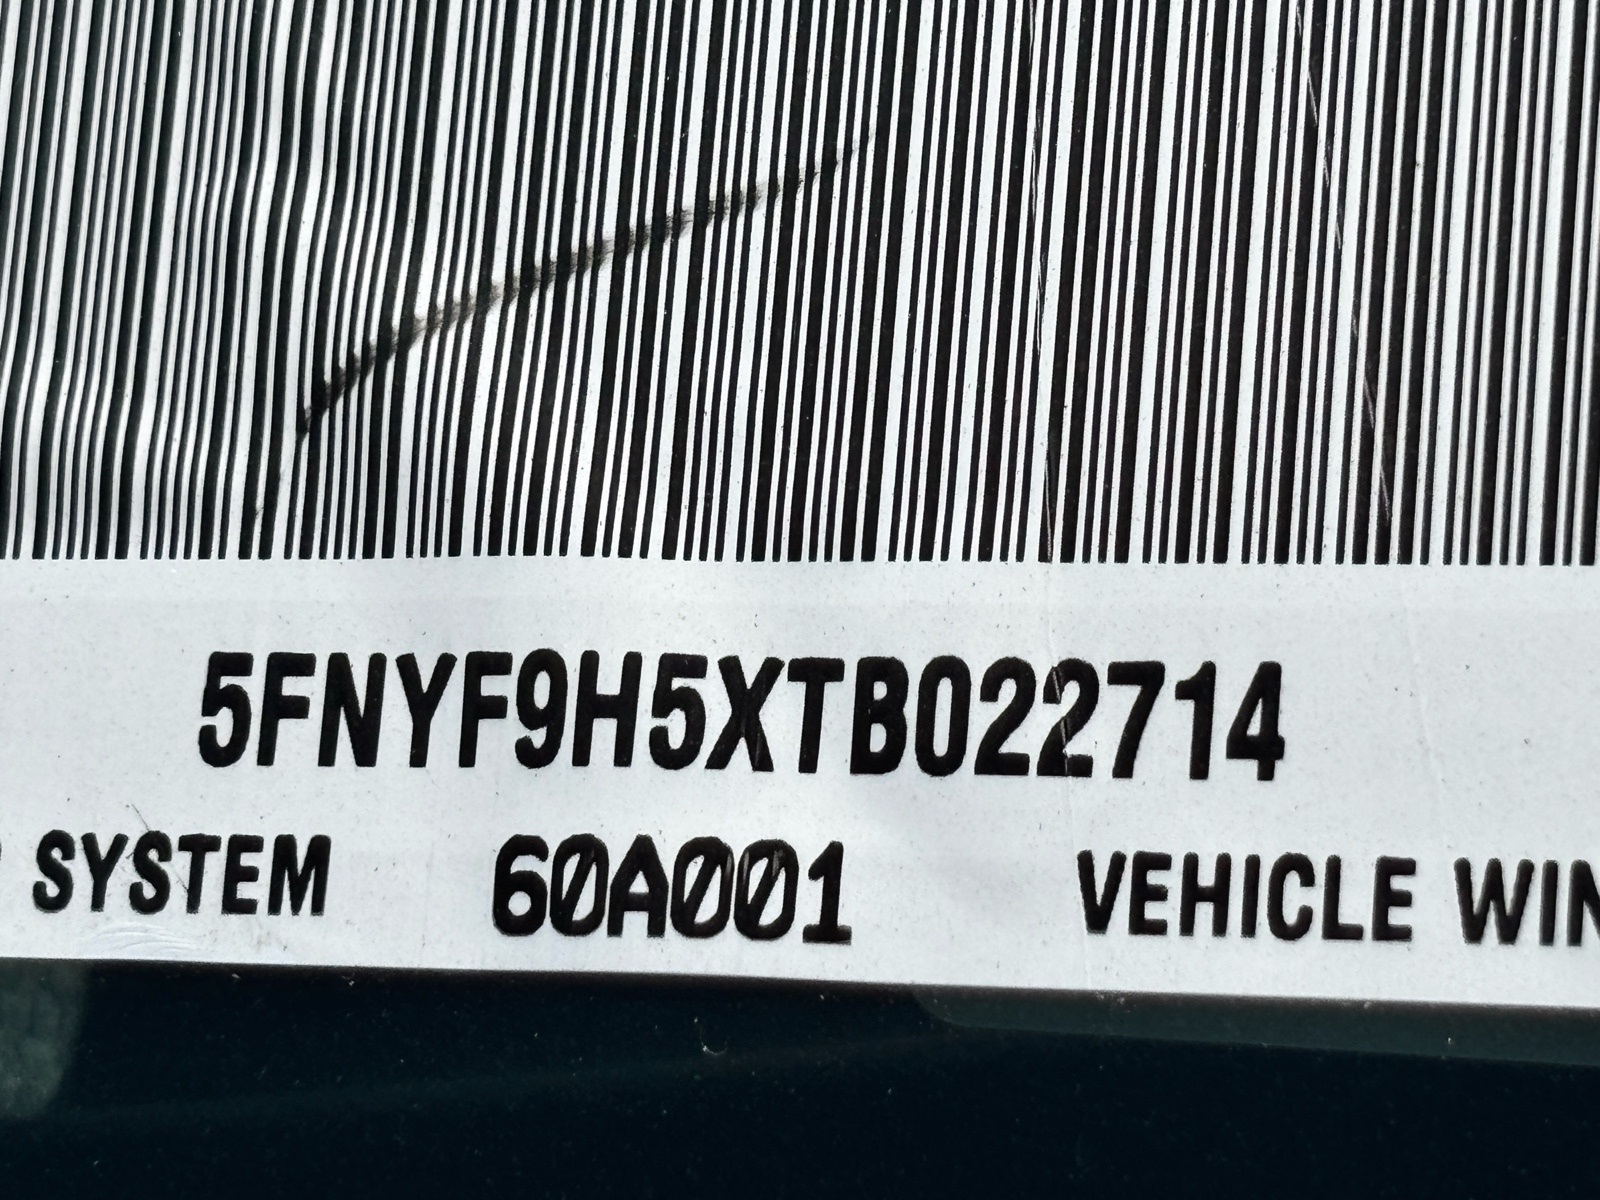 5FNYF9H5XTB022714
SYSTEM 60A001 VEHICLE